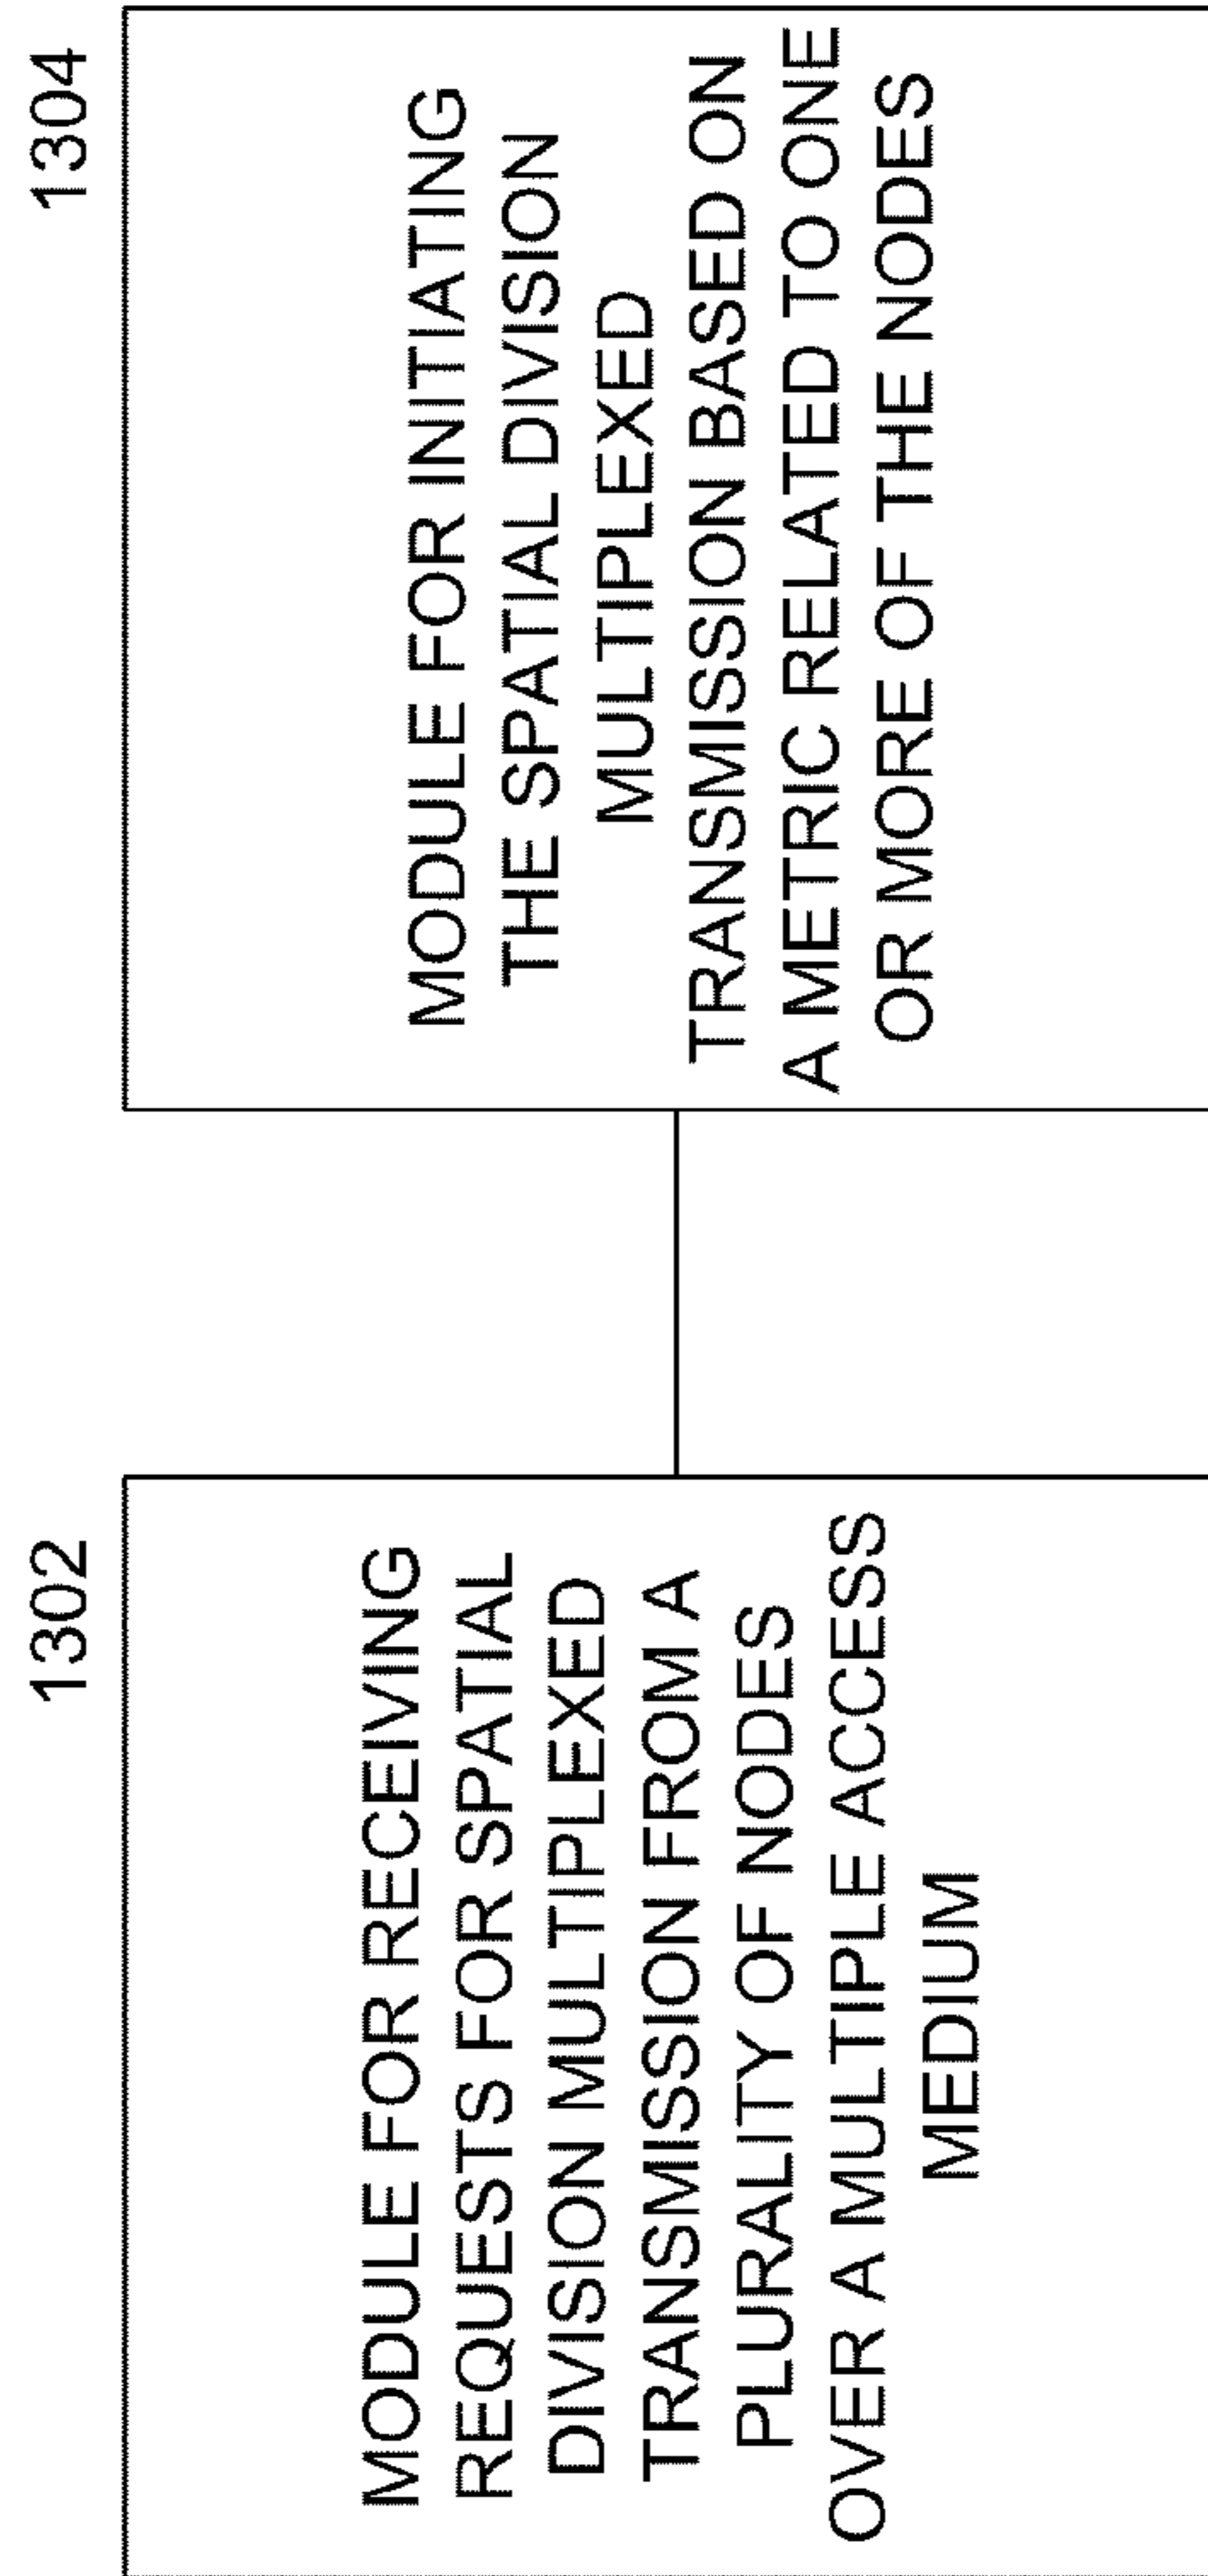 1302
MODULE FOR RECEIVING
REQUESTS FOR SPATIAL
DIVISION MULTIPLEXED
TRANSMISSION FROM A
PLURALITY OF NODES
OVER A MULTIPLE ACCESS
MEDIUM
1304
MODULE FOR INITIATING
THE SPATIAL DIVISION
MULTIPLEXED
TRANSMISSION BASED ON
A METRIC RELATED TO ONE
OR MORE OF THE NODES